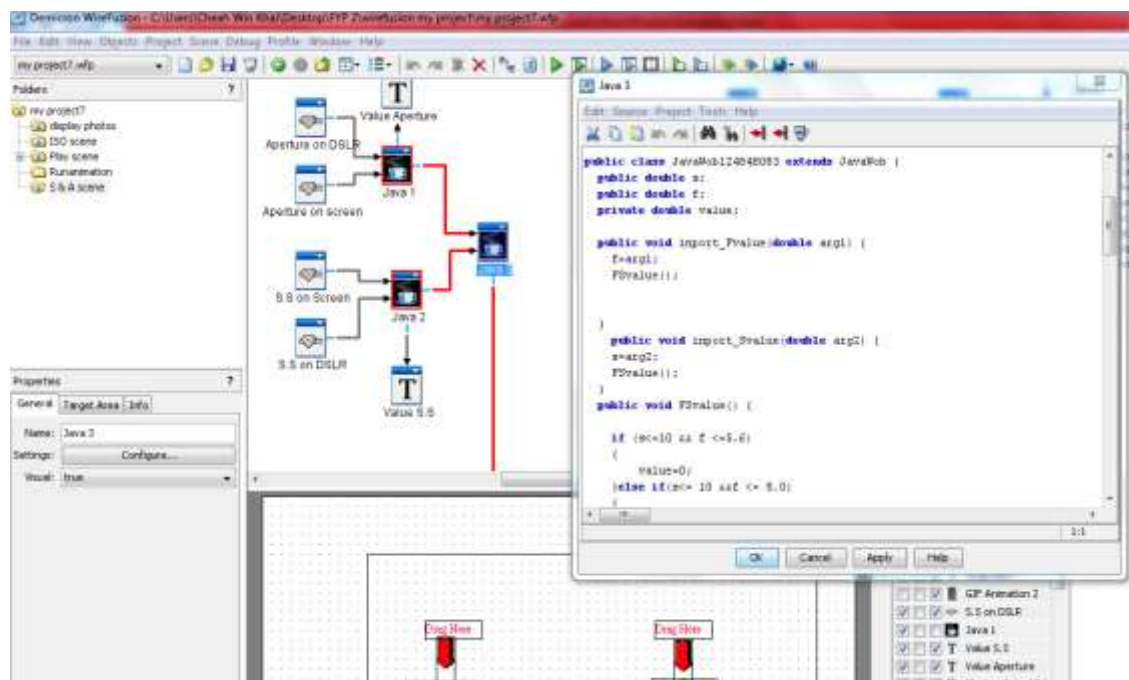 Demicron WireFusion - C:\Users\Cheah Win Khai\Desktop\FYP 2\wirefusion my project\my project7.wfp
File Edit View Objects Project Scene Debug Profile Window Help
my project7.wfp
Folders ?
my project7
display photos
ISO scene
Play scene
Runanimation
S & A scene
Properties ?
General Target Area Info
Name: Java 3
Settings: Configure...
Visual: true
T
Value Aperture
Aperture on DSLR
Java 1
Aperture on screen
S.S on Screen
Java 2
S.S on DSLR
T
Value S.S
Java 3
Edit Source Project Tools Help
public class JavaWob124848083 extends JavaWob {
public double s;
public double f;
private double value;
public void import_Fvalue(double arg1) {
f=arg1;
FSvalue();
}
public void import_Svalue(double arg2) {
s=arg2;
FSvalue();
}
public void FSvalue() {
if (s<=10 && f <=5.6)
{
value=0;
}else if(s<= 10 &&f <= 8.0)
{
1:1
OK Cancel Apply Help
Drag Here
Drag Here
GIF Animation 2
S.S on DSLR
Java 1
T Value S.S
T Value Aperture